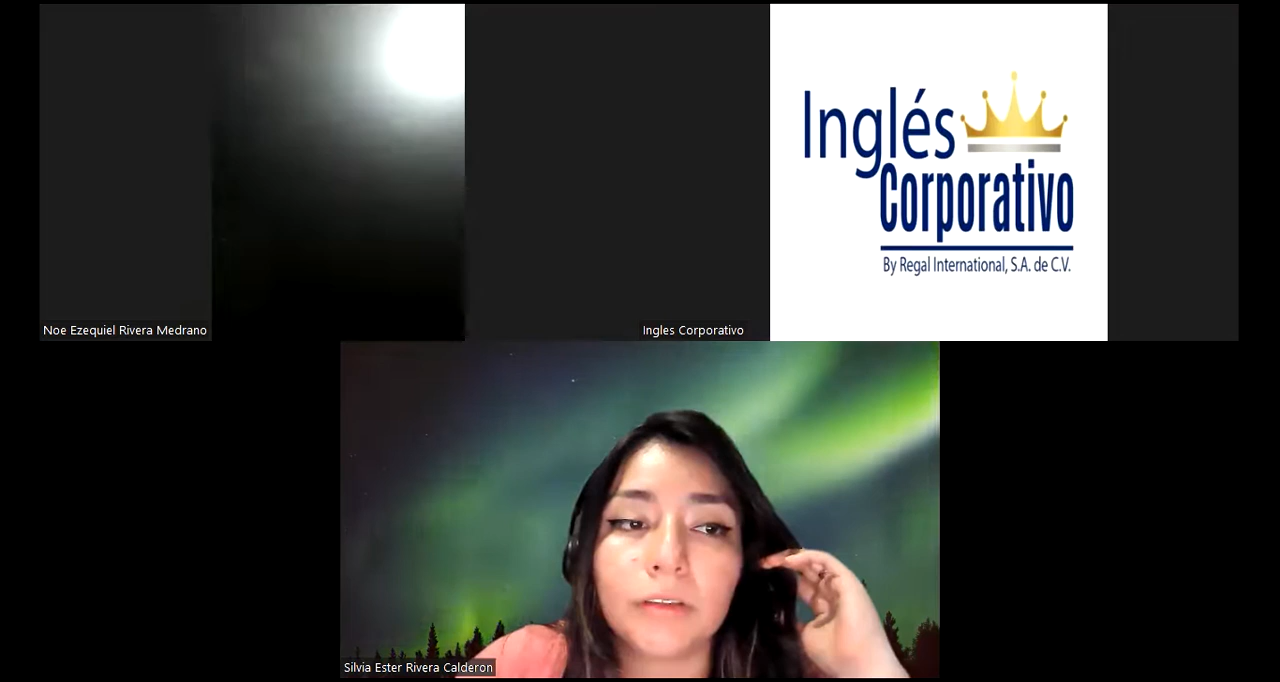 Inglés
Corporativo
By Regal International, S.A. de C.V.
Noe Ezequiel Rivera Medrano
Ingles Corporativo
Silvia Ester Rivera Calderon